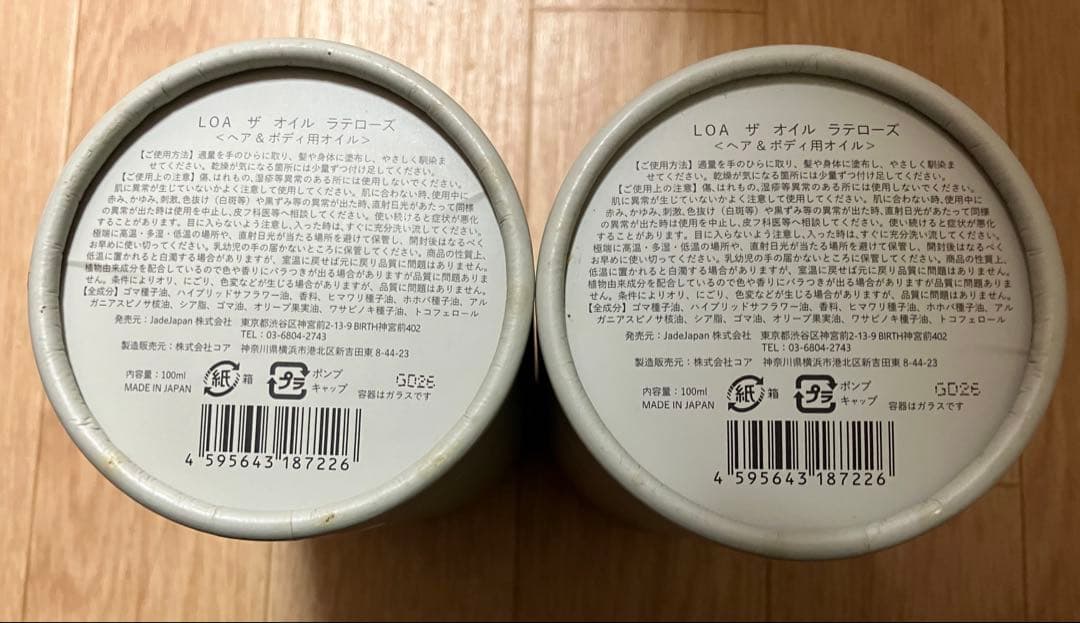 LOA ザ オイル ラテローズ
<ヘア&ボディ用オイル>
【ご使用方法】適量を手のひらに取り、髪や身体に塗布し、やさしく馴染ま
せてください。乾燥が気になる箇所には少量ずつ付け足してください。
【ご使用上の注意】傷、はれもの、湿疹等異常のある所には使用しないでください。
肌に異常が生じていないかよく注意して使用してください。肌に合わない時、使用中に
赤み、かゆみ、刺激、色抜け(白斑等)や黒ずみ等の異常が出た時、直射日光があたって同様
の異常が出た時は使用を中止し、皮フ科医等へ相談してください。使い続けると症状が悪化
することがあります。目に入らないよう注意し、入った時は、すぐに充分洗い流してください。
極端に高温・多湿・低温の場所や、直射日光が当たる場所を避けて保管し、開封後はなるべく
お早めに使い切ってください。乳幼児の手の届かないところに保管してください。商品の性質上、
低温に置かれると白濁する場合がありますが、室温に戻せば元に戻り品質に問題はありません。
植物由来成分を配合しているので色や香りにバラつきが出る場合がありますが品質に問題ありま
せん。条件によりオリ、にごり、色変などが生じる場合がありますが、品質に問題はありません。
【全成分】ゴマ種子油、ハイブリッドサフラワー油、香料、ヒマワリ種子油、ホホバ種子油、アル
ガニアスピノサ核油、シア脂、ゴマ油、オリーブ果実油、ワサビノキ種子油、トコフェロール
発売元:JadeJapan 株式会社 東京都渋谷区神宮前2-13-9 BIRTH神宮前402
TEL:03-6804-2743
製造販売元:株式会社コア 神奈川県横浜市港北区新吉田東 8-44-23
内容量:100ml
MADE IN JAPAN
紙 箱
プラ ポンプ
キャップ
GD26
容器はガラスです
4 595643 187226
LOA ザ オイル ラテローズ
<ヘア&ボディ用オイル>
【ご使用方法】適量を手のひらに取り、髪や身体に塗布し、やさしく馴染ま
せてください。乾燥が気になる箇所には少量ずつ付け足してください。
【ご使用上の注意】傷、はれもの、湿疹等異常のある所には使用しないでください。
肌に異常が生じていないかよく注意して使用してください。肌に合わない時、使用中に
赤み、かゆみ、刺激、色抜け(白斑等)や黒ずみ等の異常が出た時、直射日光があたって同様
の異常が出た時は使用を中止し、皮フ科医等へ相談してください。使い続けると症状が悪化
することがあります。目に入らないよう注意し、入った時は、すぐに充分洗い流してください。
極端に高温・多湿・低温の場所や、直射日光が当たる場所を避けて保管し、開封後はなるべく
お早めに使い切ってください。乳幼児の手の届かないところに保管してください。商品の性質上、
低温に置かれると白濁する場合がありますが、室温に戻せば元に戻り品質に問題はありません。
植物由来成分を配合しているので色や香りにバラつきが出る場合がありますが品質に問題ありま
せん。条件によりオリ、にごり、色変などが生じる場合がありますが、品質に問題はありません。
【全成分】ゴマ種子油、ハイブリッドサフラワー油、香料、ヒマワリ種子油、ホホバ種子油、アル
ガニアスピノサ核油、シア脂、ゴマ油、オリーブ果実油、ワサビノキ種子油、トコフェロール
発売元:JadeJapan 株式会社 東京都渋谷区神宮前2-13-9 BIRTH神宮前402
TEL:03-6804-2743
製造販売元:株式会社コア 神奈川県横浜市港北区新吉田東 8-44-23
内容量:100ml
MADE IN JAPAN
紙 箱
プラ ポンプ
キャップ
GD26
容器はガラスです
4 595643 187226